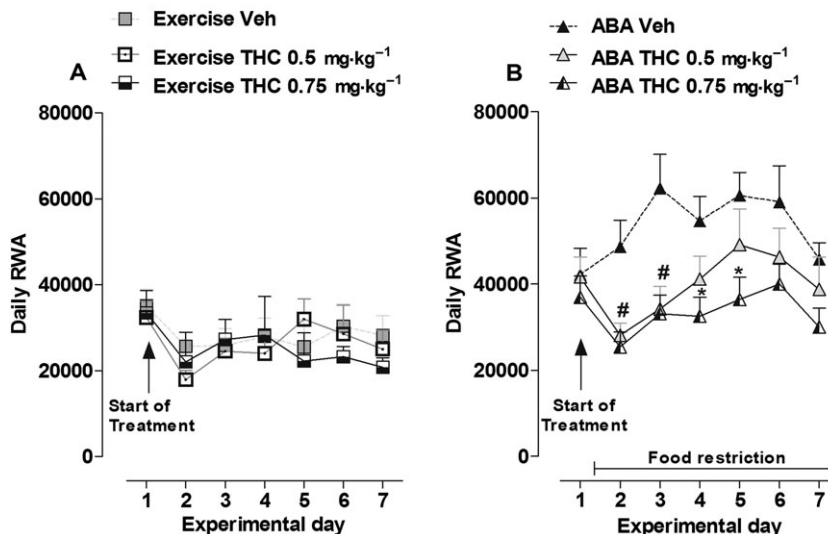 Exercise Veh
Exercise THC 0.5 mg·kg⁻¹
Exercise THC 0.75 mg·kg⁻¹
A
Daily RWA
80000
60000
40000
20000
0
Start of
Treatment
1 2 3 4 5 6 7
Experimental day
ABA Veh
ABA THC 0.5 mg·kg⁻¹
ABA THC 0.75 mg·kg⁻¹
B
Daily RWA
80000
60000
40000
20000
0
# # * *
Start of
Treatment
Food restriction
1 2 3 4 5 6 7
Experimental day